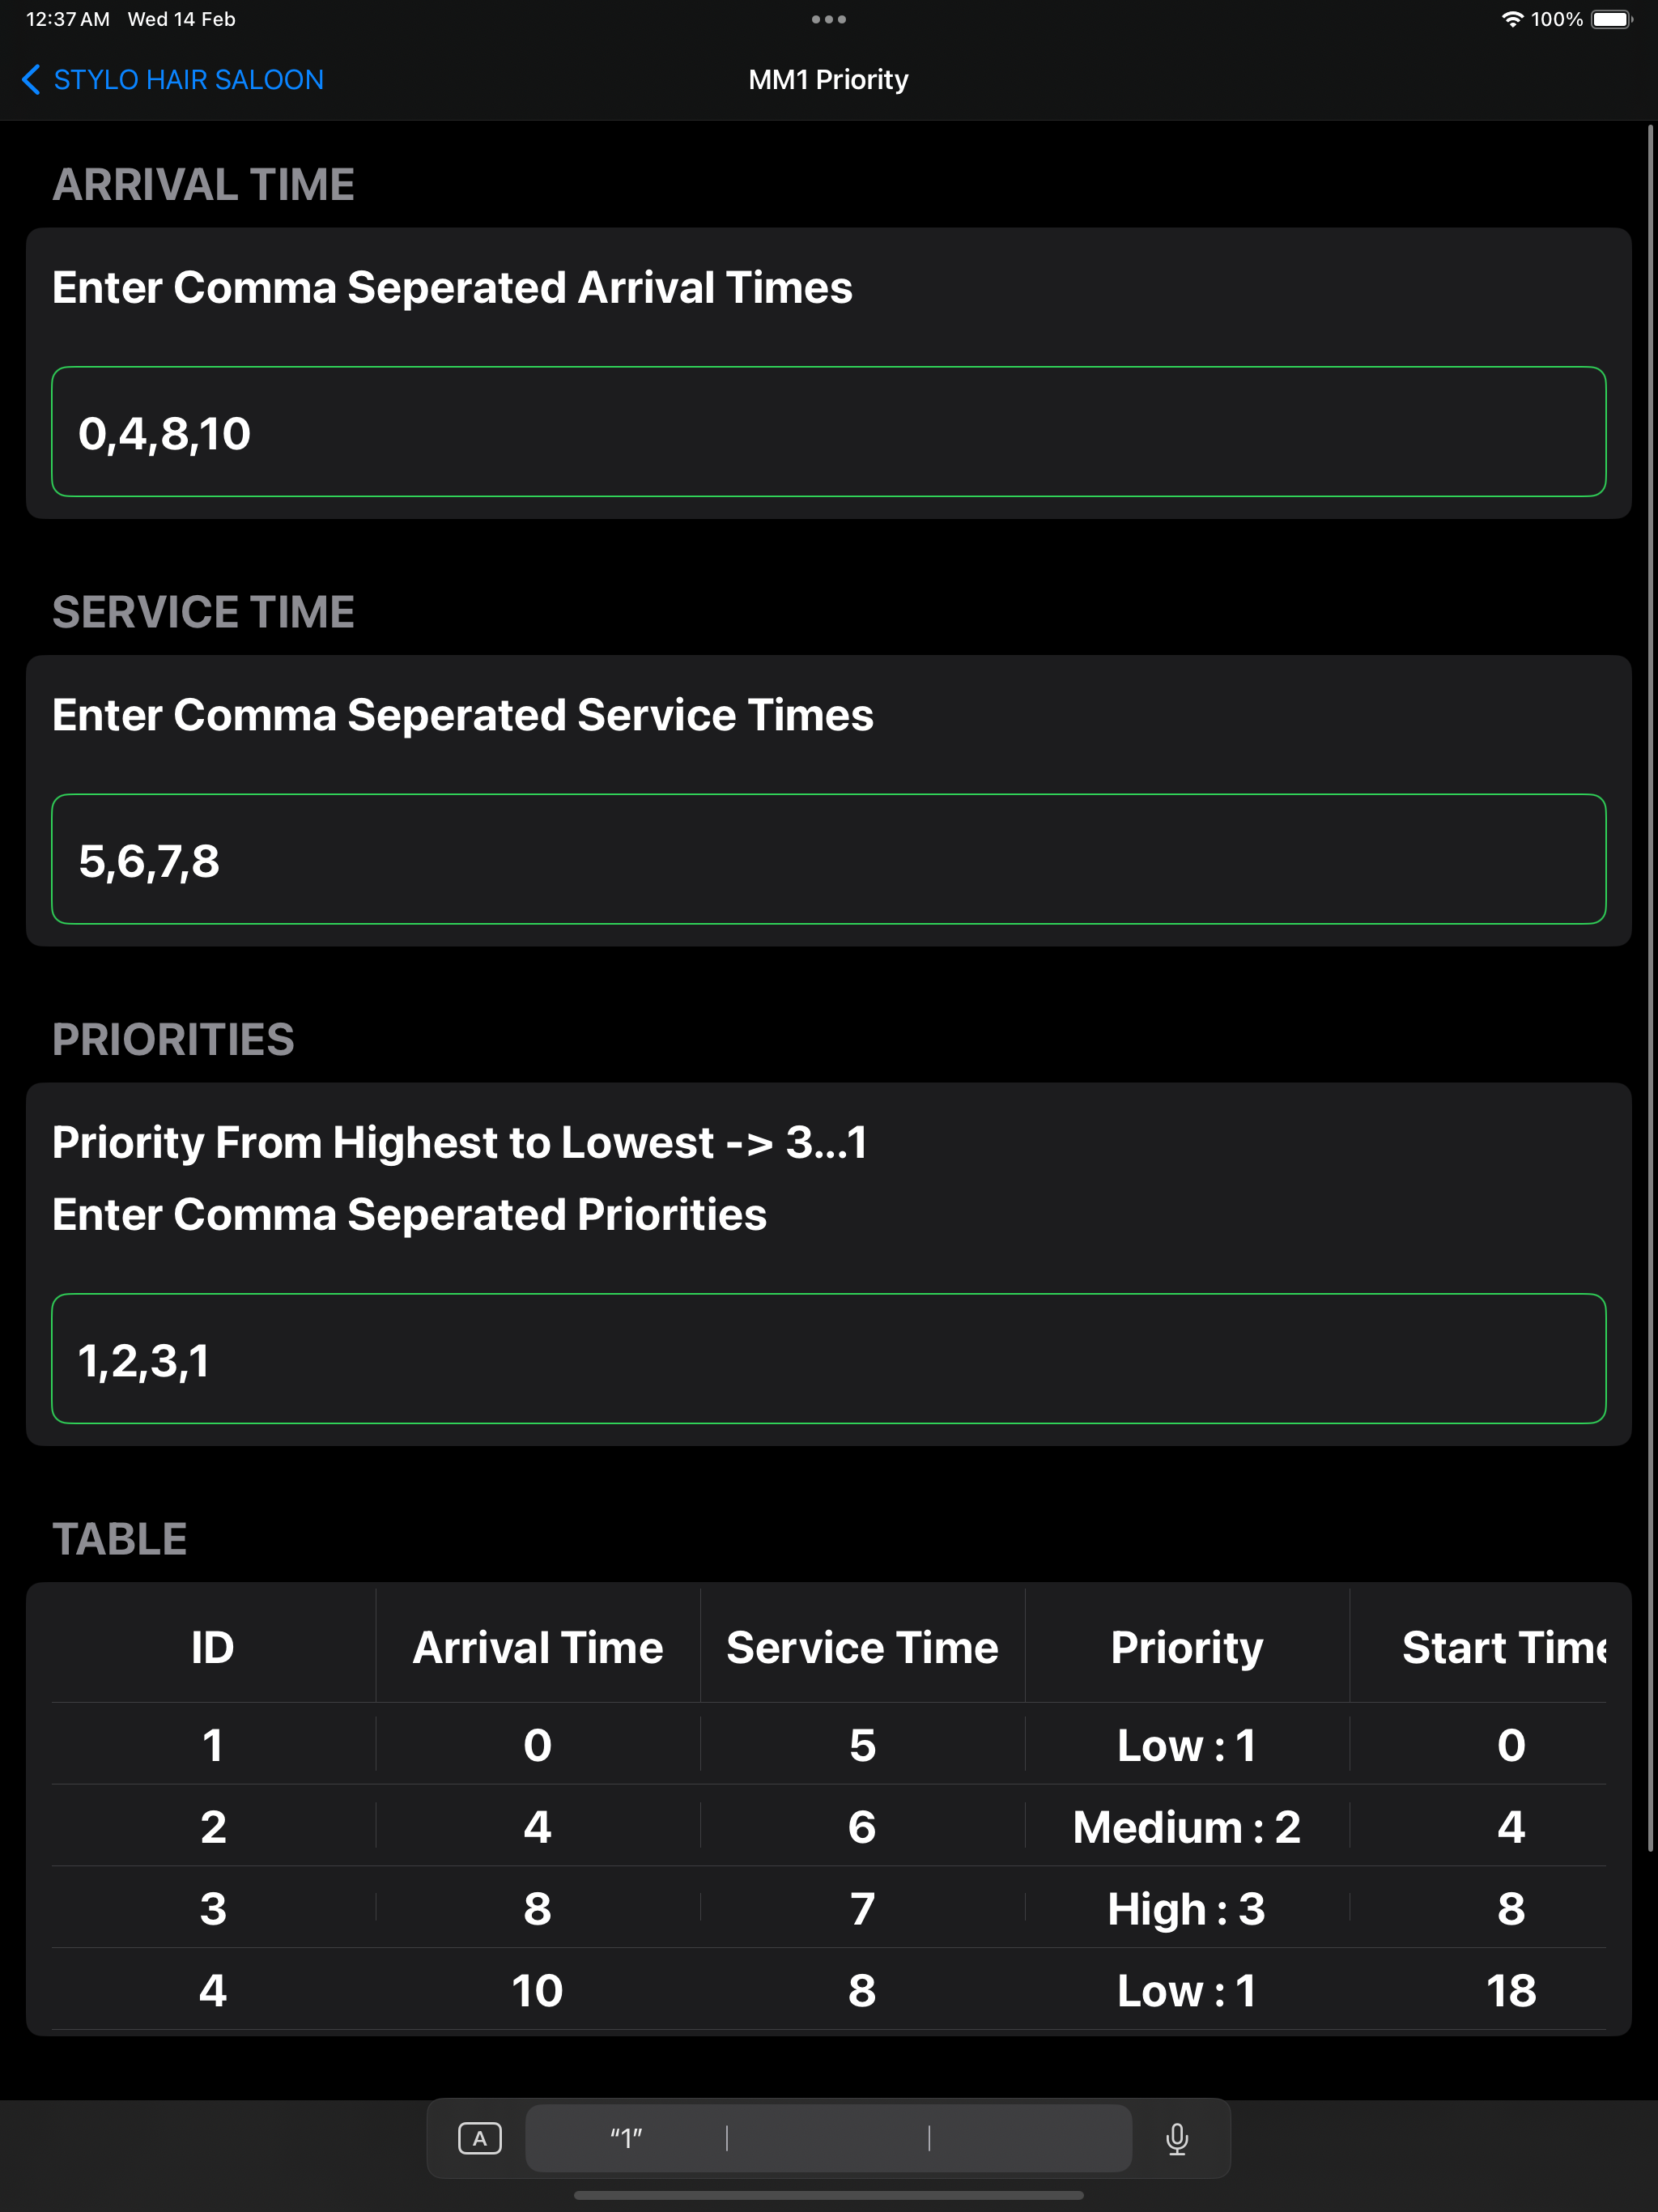 12:37 AM Wed 14 Feb
100%
STYLO HAIR SALOON
MM1 Priority
ARRIVAL TIME
Enter Comma Seperated Arrival Times
0,4,8,10
SERVICE TIME
Enter Comma Seperated Service Times
5,6,7,8
PRIORITIES
Priority From Highest to Lowest -> 3...1
Enter Comma Seperated Priorities
1,2,3,1
TABLE
ID Arrival Time Service Time Priority Start Time
1 0 5 Low : 1 0
2 4 6 Medium : 2 4
3 8 7 High : 3 8
4 10 8 Low : 1 18
A “1”